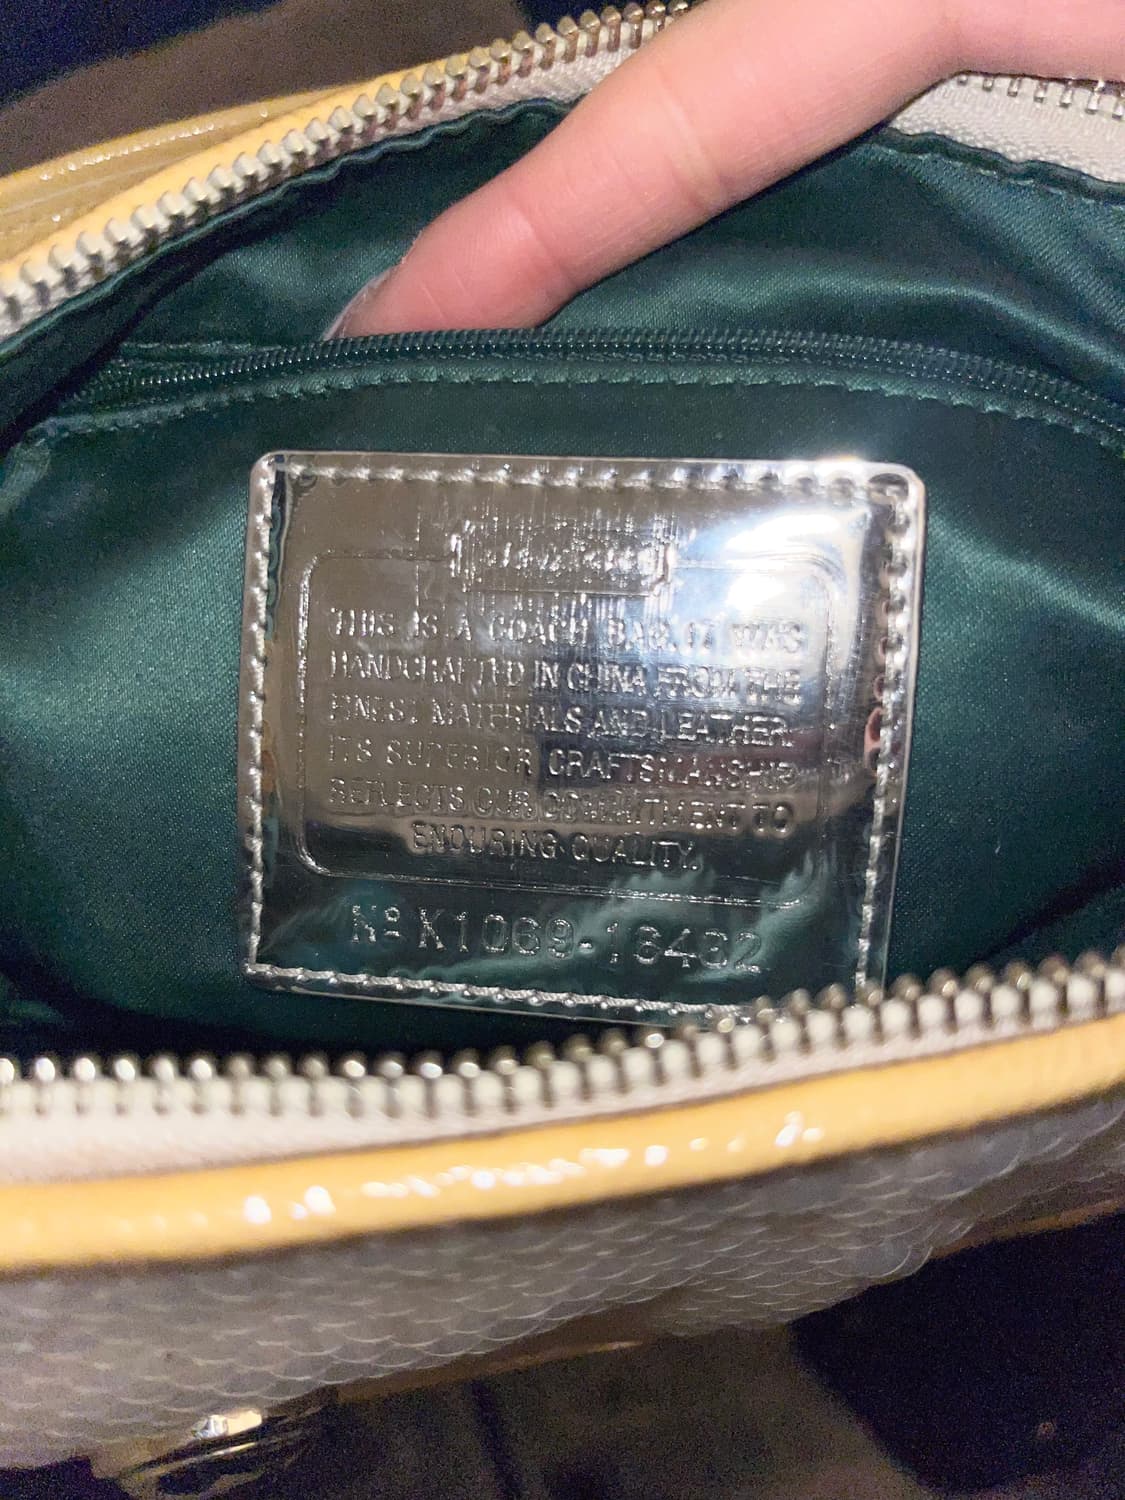 THIS IS A COACH BAG. IT WAS
HANDCRAFTED IN CHINA FROM THE
FINEST MATERIALS AND LEATHER.
ITS SUPERIOR CRAFTSMANSHIP
REFLECTS OUR COMMITMENT TO
ENDURING QUALITY.
Nº K1069-13432